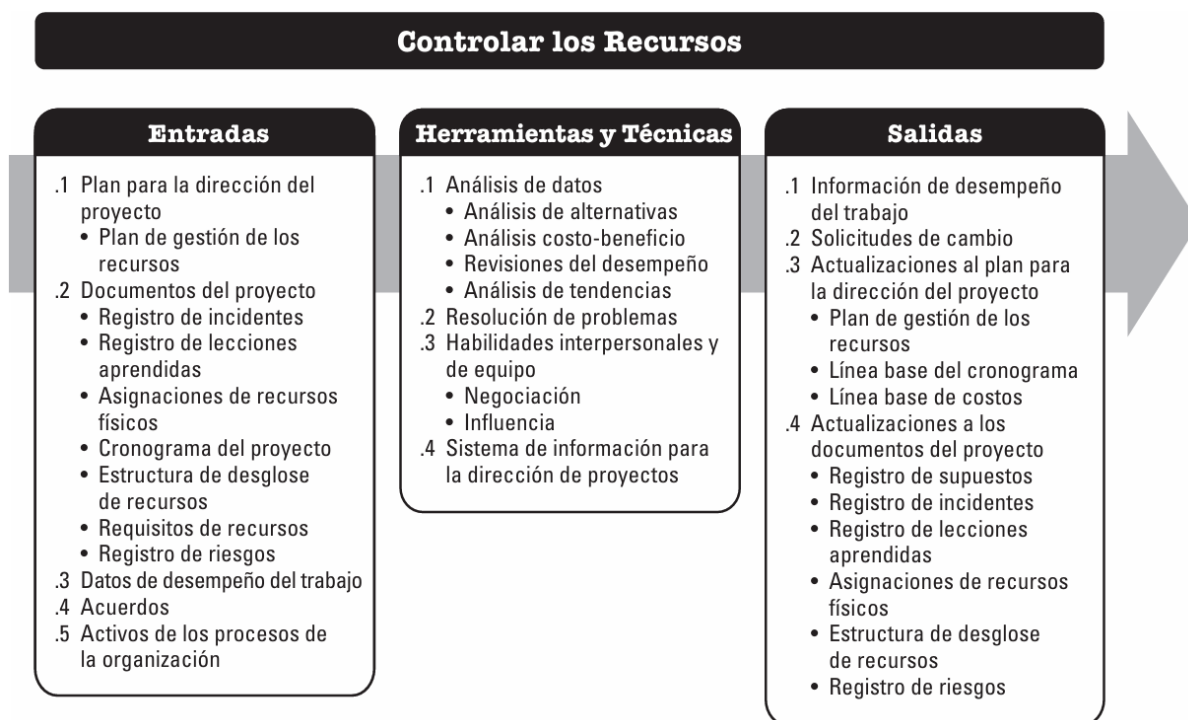 Controlar los Recursos
Entradas
.1 Plan para la dirección del
proyecto
• Plan de gestión de los
recursos
.2 Documentos del proyecto
• Registro de incidentes
• Registro de lecciones
aprendidas
• Asignaciones de recursos
físicos
• Cronograma del proyecto
• Estructura de desglose
de recursos
• Requisitos de recursos
• Registro de riesgos
.3 Datos de desempeño del trabajo
.4 Acuerdos
.5 Activos de los procesos de
la organización
Herramientas y Técnicas
.1 Análisis de datos
• Análisis de alternativas
• Análisis costo-beneficio
• Revisiones del desempeño
• Análisis de tendencias
.2 Resolución de problemas
.3 Habilidades interpersonales y
de equipo
• Negociación
• Influencia
.4 Sistema de información para
la dirección de proyectos
Salidas
.1 Información de desempeño
del trabajo
.2 Solicitudes de cambio
.3 Actualizaciones al plan para
la dirección del proyecto
• Plan de gestión de los
recursos
• Línea base del cronograma
• Línea base de costos
.4 Actualizaciones a los
documentos del proyecto
• Registro de supuestos
• Registro de incidentes
• Registro de lecciones
aprendidas
• Asignaciones de recursos
físicos
• Estructura de desglose
de recursos
• Registro de riesgos